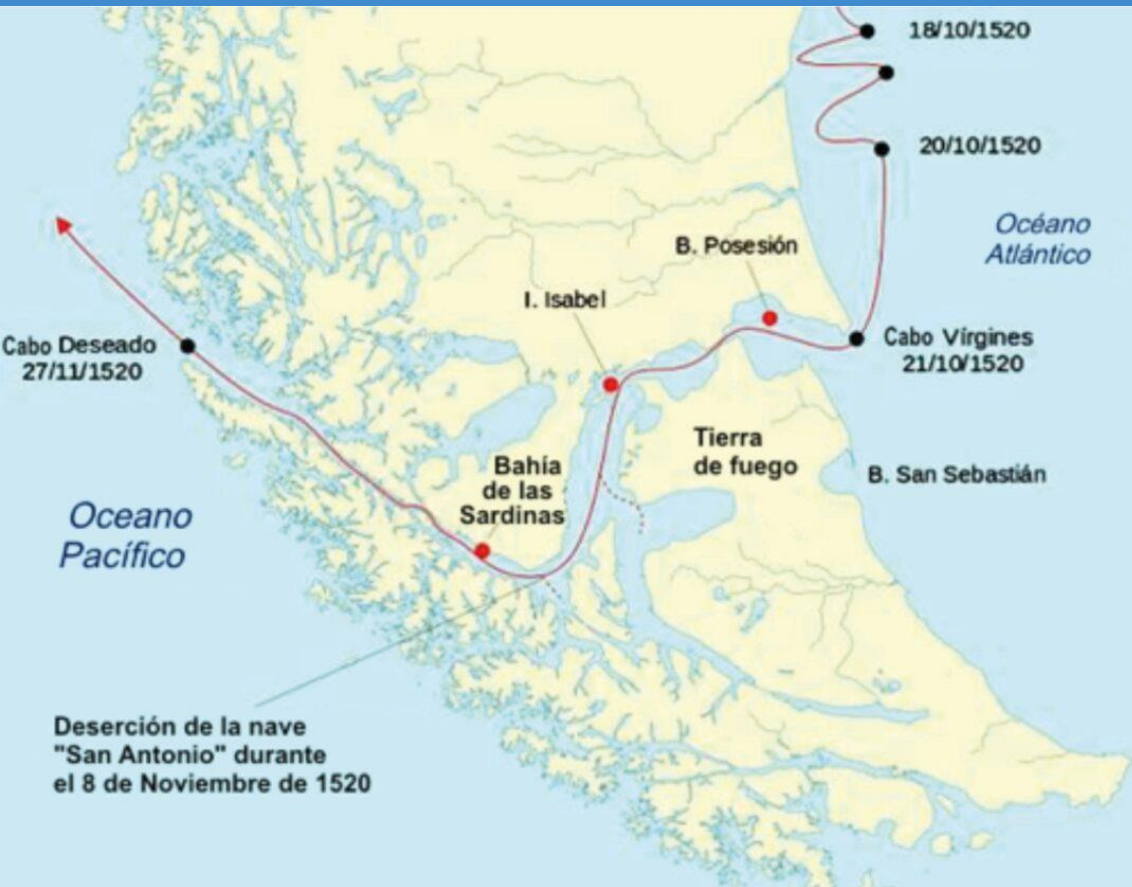 18/10/1520
20/10/1520
Océano
Atlántico
B. Posesión
I. Isabel
Cabo Vírgines
21/10/1520
Cabo Deseado
27/11/1520
Tierra
de fuego
Bahía
de las
Sardinas
B. San Sebastián
Oceano
Pacífico
Deserción de la nave
"San Antonio" durante
el 8 de Noviembre de 1520